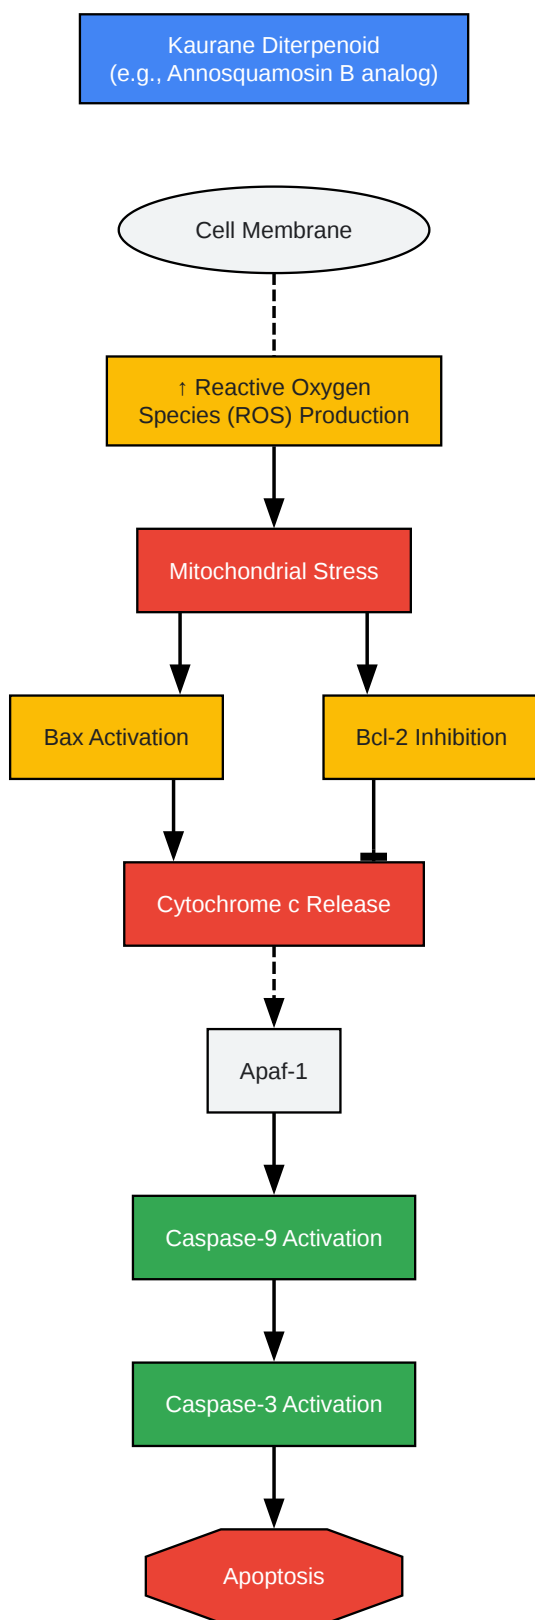 Kaurane Diterpenoid
(e.g., Annosquamosin B analog)
Cell Membrane
↑ Reactive Oxygen
Species (ROS) Production
Mitochondrial Stress
Bax Activation
Bcl-2 Inhibition
Cytochrome c Release
Apaf-1
Caspase-9 Activation
Caspase-3 Activation
Apoptosis